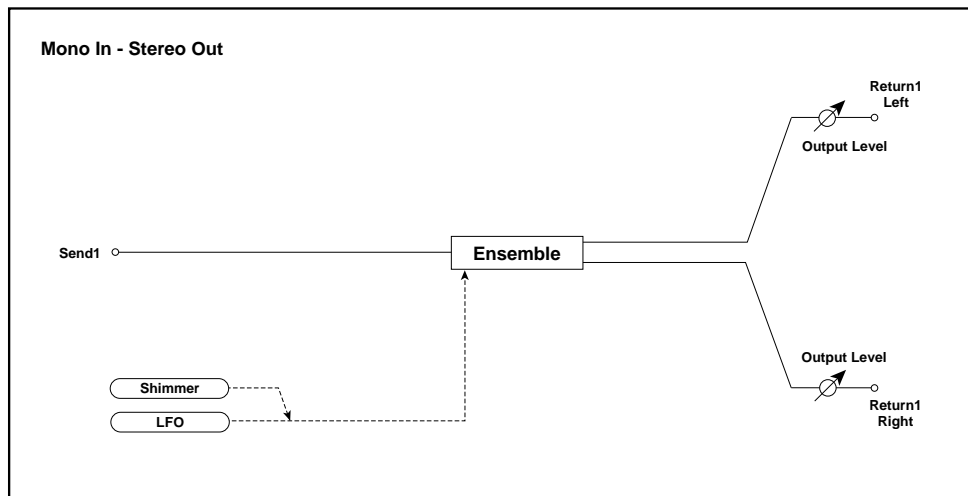 Mono In - Stereo Out
Return1
Left
Output Level
Send1
Ensemble
Output Level
Shimmer
Return1
Right
LFO